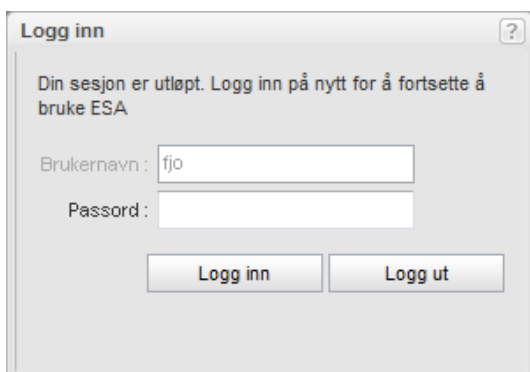 Logg inn ?
Din sesjon er utløpt. Logg inn på nytt for å fortsette å
bruke ESA
Brukernavn : fjo
Passord :
Logg inn Logg ut